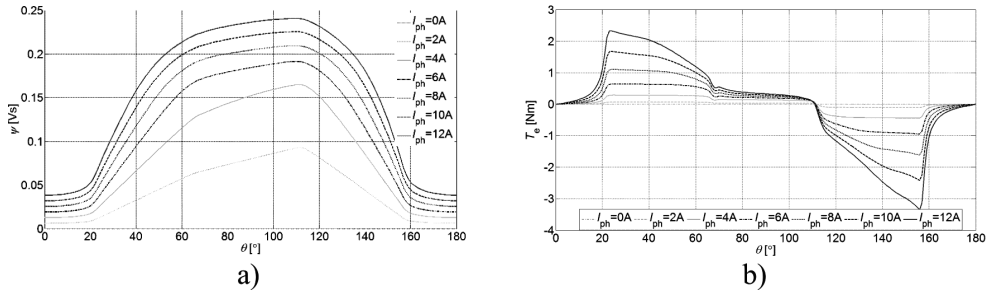 0.25
0.2
0.15
0.1
0.05
0
ψ [Vs]
0 20 40 60 80 100 120 140 160 180
θ [°]
I_ph=0A
I_ph=2A
I_ph=4A
I_ph=6A
I_ph=8A
I_ph=10A
I_ph=12A
a)
3
2
1
0
-1
-2
-3
-4
T_e [Nm]
I_ph=0A I_ph=2A I_ph=4A I_ph=6A I_ph=8A I_ph=10A I_ph=12A
0 20 40 60 80 100 120 140 160 180
θ [°]
b)